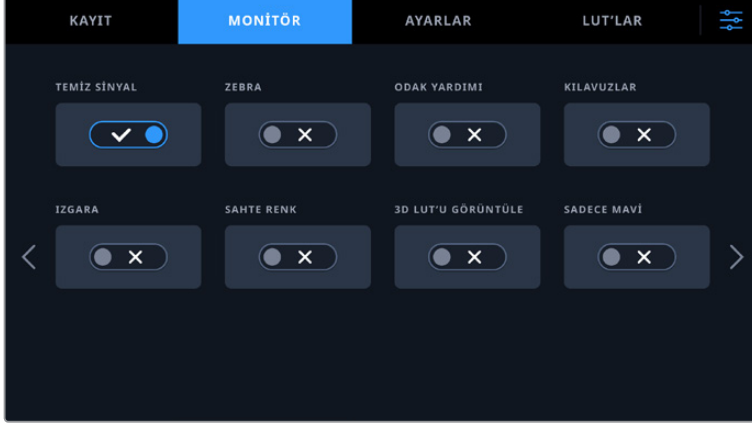 KAYIT MONİTÖR AYARLAR LUT'LAR
TEMİZ SİNYAL ZEBRA ODAK YARDIMI KILAVUZLAR
IZGARA SAHTE RENK 3D LUT'U GÖRÜNTÜLE SADECE MAVİ